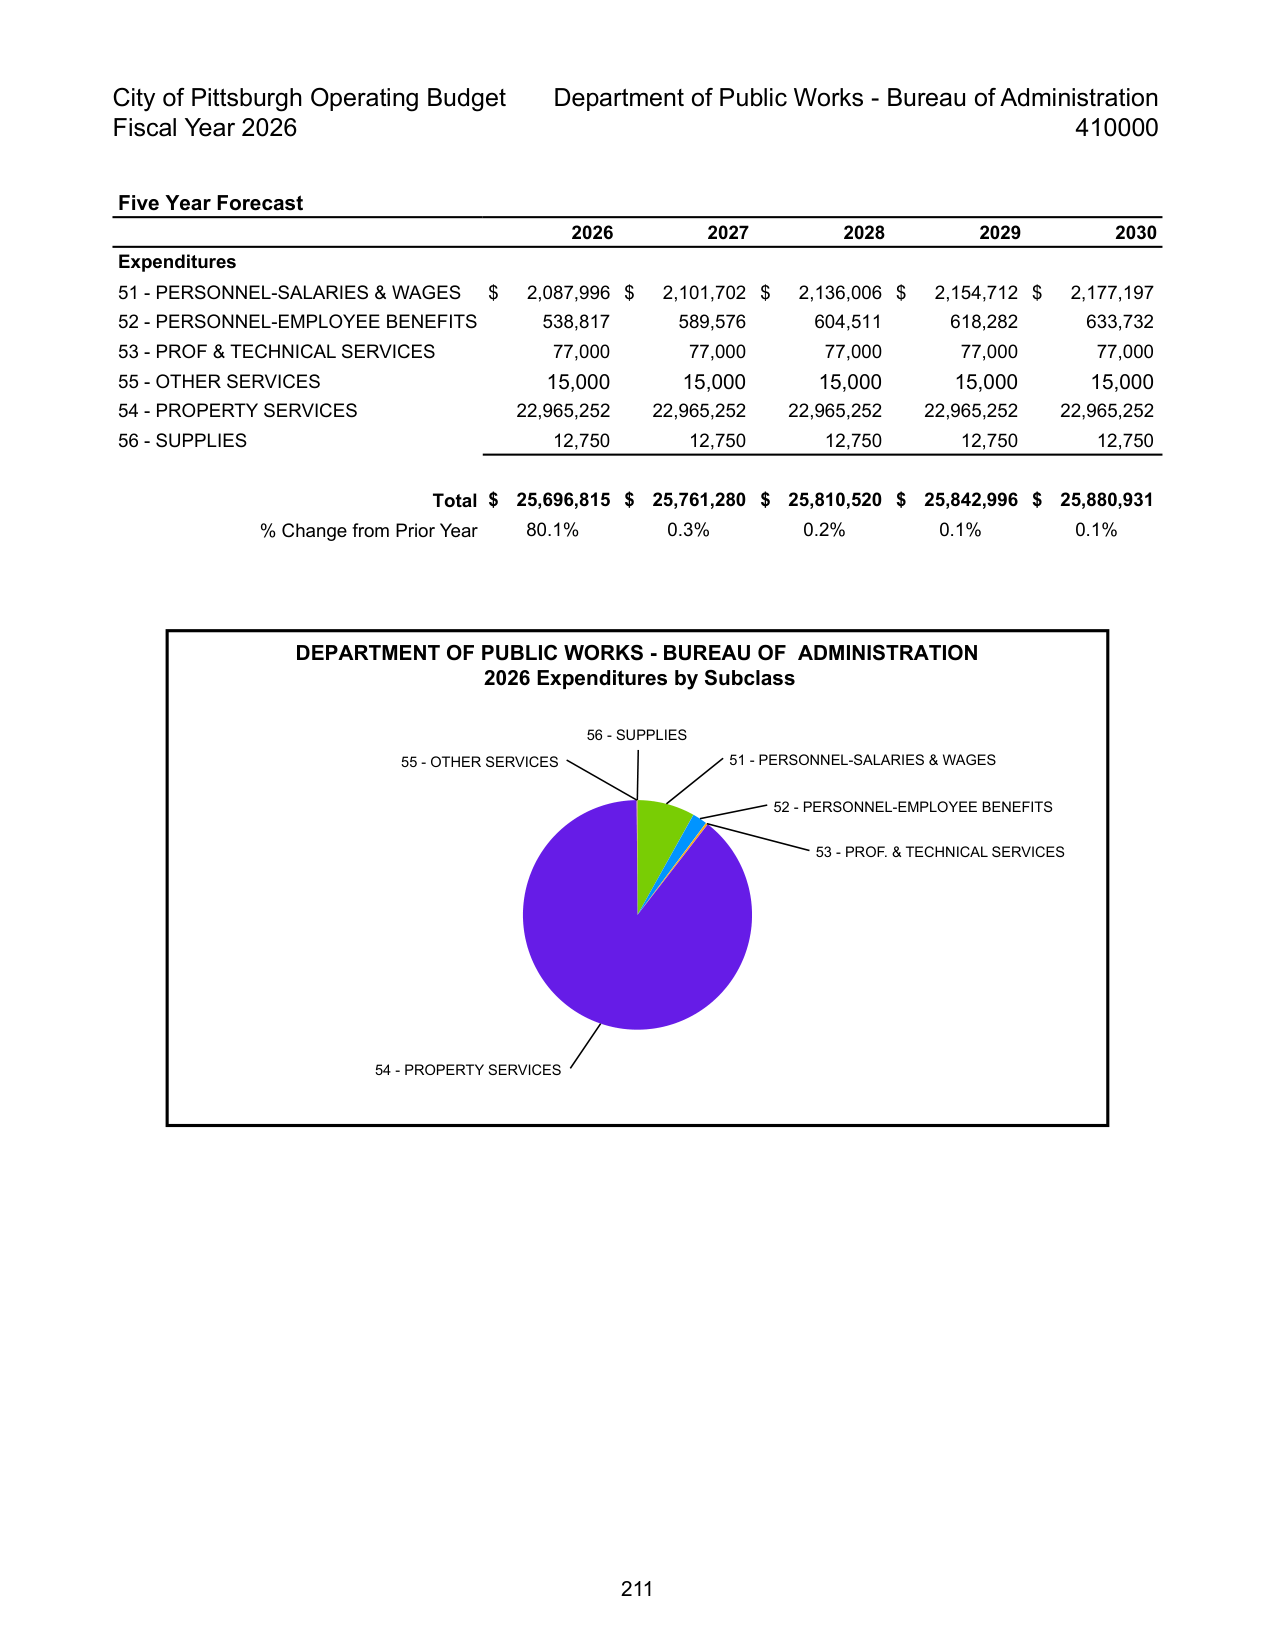 City of Pittsburgh Operating Budget Department of Public Works - Bureau of Administration
Fiscal Year 2026 410000
Five Year Forecast
2026 2027 2028 2029 2030
Expenditures
51 - PERSONNEL-SALARIES & WAGES $ 2,087,996 $ 2,101,702 $ 2,136,006 $ 2,154,712 $ 2,177,197
52 - PERSONNEL-EMPLOYEE BENEFITS 538,817 589,576 604,511 618,282 633,732
53 - PROF & TECHNICAL SERVICES 77,000 77,000 77,000 77,000 77,000
55 - OTHER SERVICES 15,000 15,000 15,000 15,000 15,000
54 - PROPERTY SERVICES 22,965,252 22,965,252 22,965,252 22,965,252 22,965,252
56 - SUPPLIES 12,750 12,750 12,750 12,750 12,750
Total $ 25,696,815 $ 25,761,280 $ 25,810,520 $ 25,842,996 $ 25,880,931
% Change from Prior Year 80.1% 0.3% 0.2% 0.1% 0.1%
DEPARTMENT OF PUBLIC WORKS - BUREAU OF ADMINISTRATION
2026 Expenditures by Subclass
56 - SUPPLIES
55 - OTHER SERVICES
51 - PERSONNEL-SALARIES & WAGES
52 - PERSONNEL-EMPLOYEE BENEFITS
53 - PROF. & TECHNICAL SERVICES
54 - PROPERTY SERVICES
211